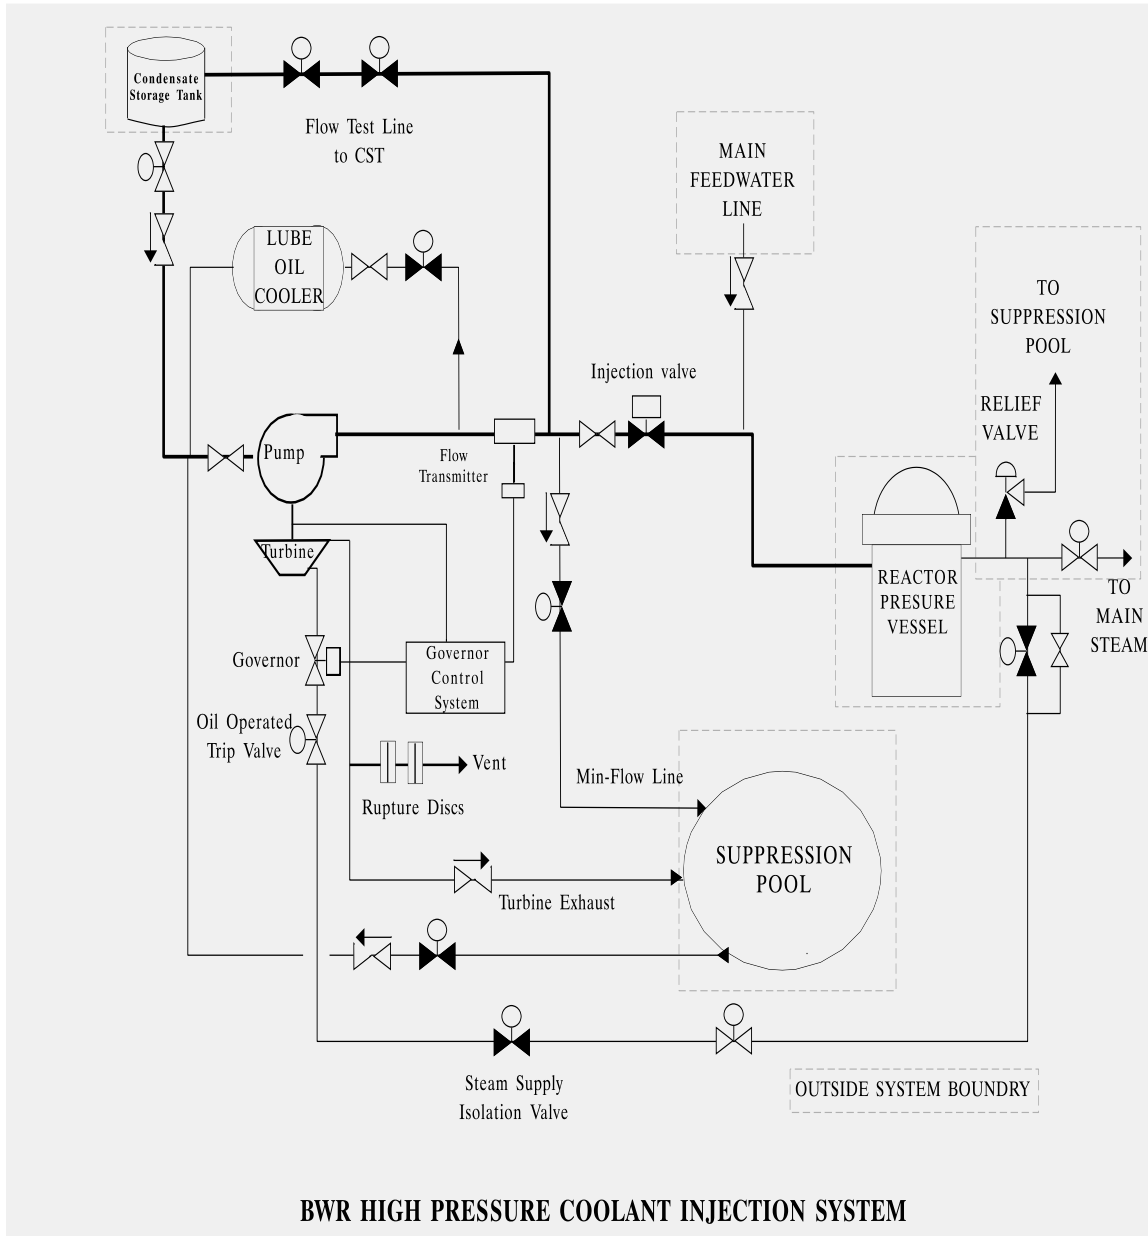 Condensate
Storage Tank
Flow Test Line
to CST
MAIN
FEEDWATER
LINE
LUBE
OIL
COOLER
TO
SUPPRESSION
POOL
Injection valve
RELIEF
VALVE
Pump
Flow
Transmitter
Turbine
REACTOR
PRESURE
VESSEL
TO
MAIN
STEAM
Governor
Governor
Control
System
Oil Operated
Trip Valve
Vent
Rupture Discs
Min-Flow Line
SUPPRESSION
POOL
Turbine Exhaust
Steam Supply
Isolation Valve
OUTSIDE SYSTEM BOUNDRY
BWR HIGH PRESSURE COOLANT INJECTION SYSTEM